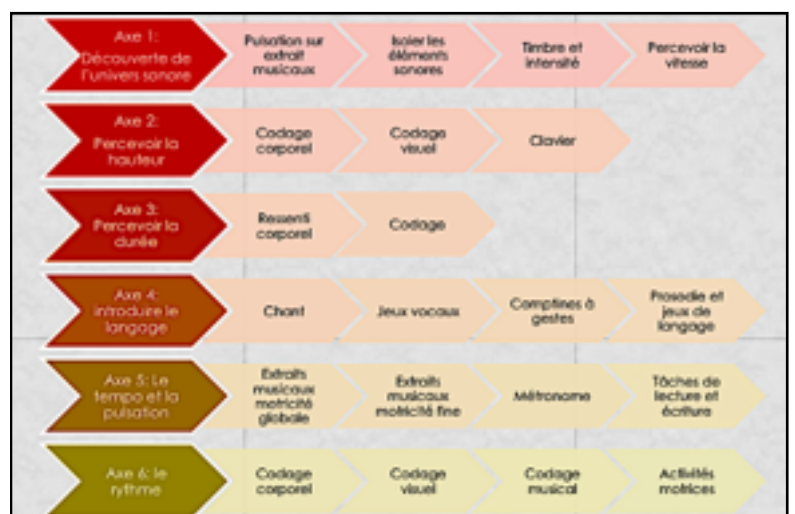 Axe 1:
Découverte de
l'univers sonore
Pulsation sur
extrait
musicaux
Isoler les
éléments
sonores
Timbre et
intensité
Percevoir la
vitesse
Axe 2:
Percevoir la
hauteur
Codage
corporel
Codage
visuel
Clavier
Axe 3:
Percevoir la
durée
Ressenti
corporel
Codage
Axe 4:
introduire le
langage
Chant
Jeux vocaux
Comptines à
gestes
Prosodie et
jeux de
langage
Axe 5: Le
tempo et la
pulsation
Extraits
musicaux
motricité
globale
Extraits
musicaux
motricité fine
Métronome
Tâches de
lecture et
écriture
Axe 6: le
rythme
Codage
corporel
Codage
visuel
Codage
musical
Activités
motrices